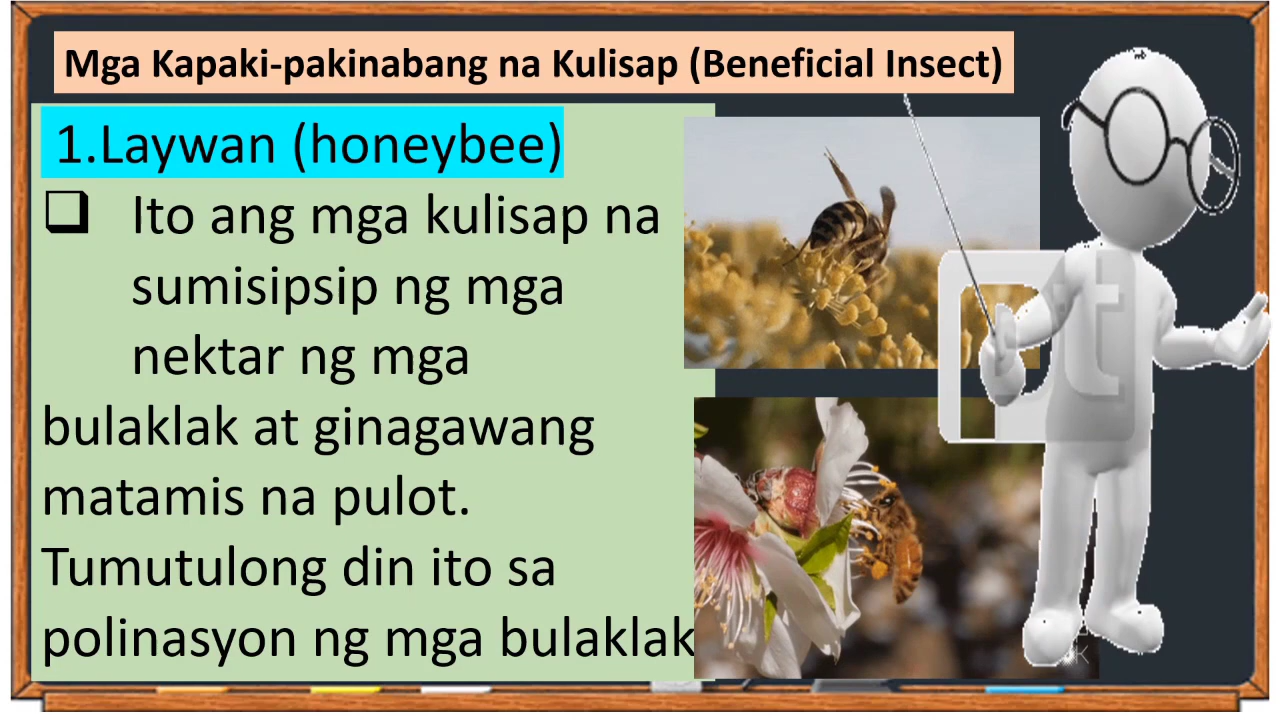 Mga Kapaki-pakinabang na Kulisap (Beneficial Insect)
1.Laywan (honeybee)
❑ Ito ang mga kulisap na
sumisipsip ng mga
nektar ng mga
bulaklak at ginagawang
matamis na pulot.
Tumutulong din ito sa
polinasyon ng mga bulaklak